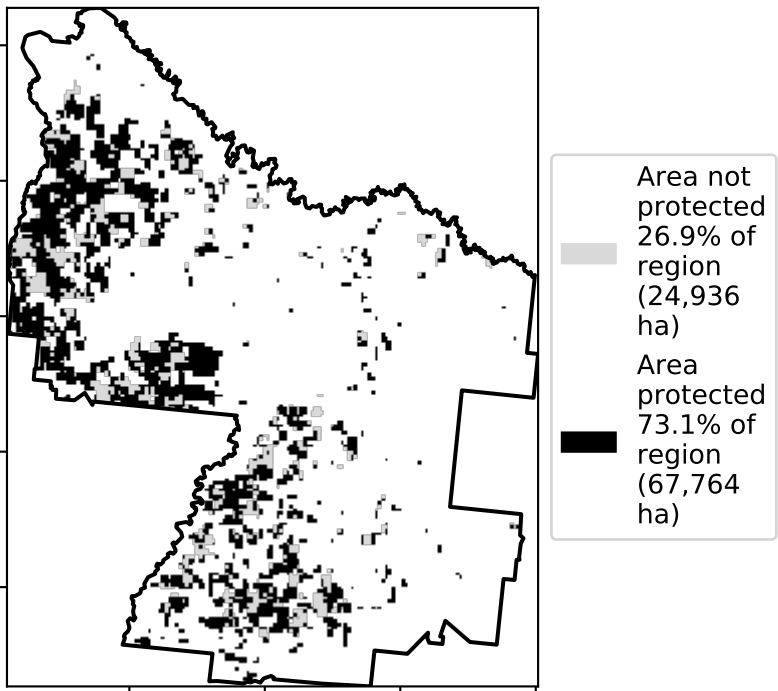 Area not
protected
26.9% of
region
(24,936
ha)
Area
protected
73.1% of
region
(67,764
ha)